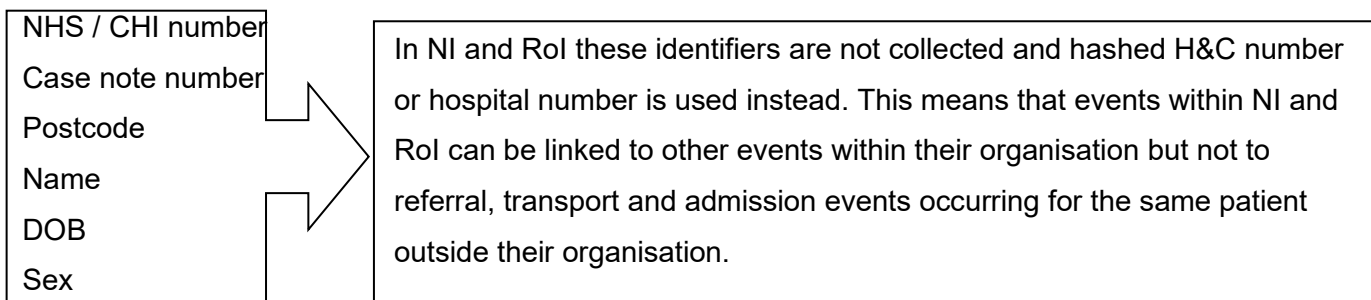 NHS / CHI number
Case note number
Postcode
Name
DOB
Sex
In NI and RoI these identifiers are not collected and hashed H&C number
or hospital number is used instead. This means that events within NI and
RoI can be linked to other events within their organisation but not to
referral, transport and admission events occurring for the same patient
outside their organisation.